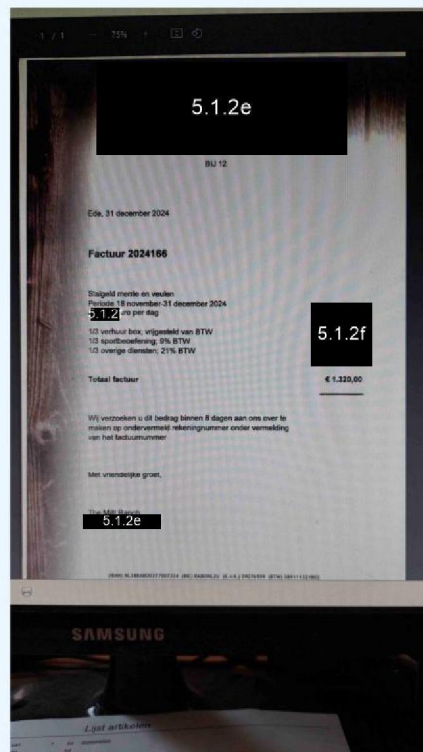 1 / 1
75%
5.1.2e
BIJ 12
Ede, 31 december 2024
Factuur 2024166
Stalgeld merrie en veulen
Periode 18 november-31 december 2024
5.1.2 uro per dag
5.1.2f
1/3 verhuur box; vrijgesteld van BTW
1/3 sportbeoefening; 9% BTW
1/3 overige diensten; 21% BTW
Totaal factuur € 1.320,00
Wij verzoeken u dit bedrag binnen 8 dagen aan ons over te
maken op ondervermeld rekeningnummer onder vermelding
van het factuurnummer
Met vriendelijke groet,
5.1.2e
SAMSUNG
Lijst artikelen